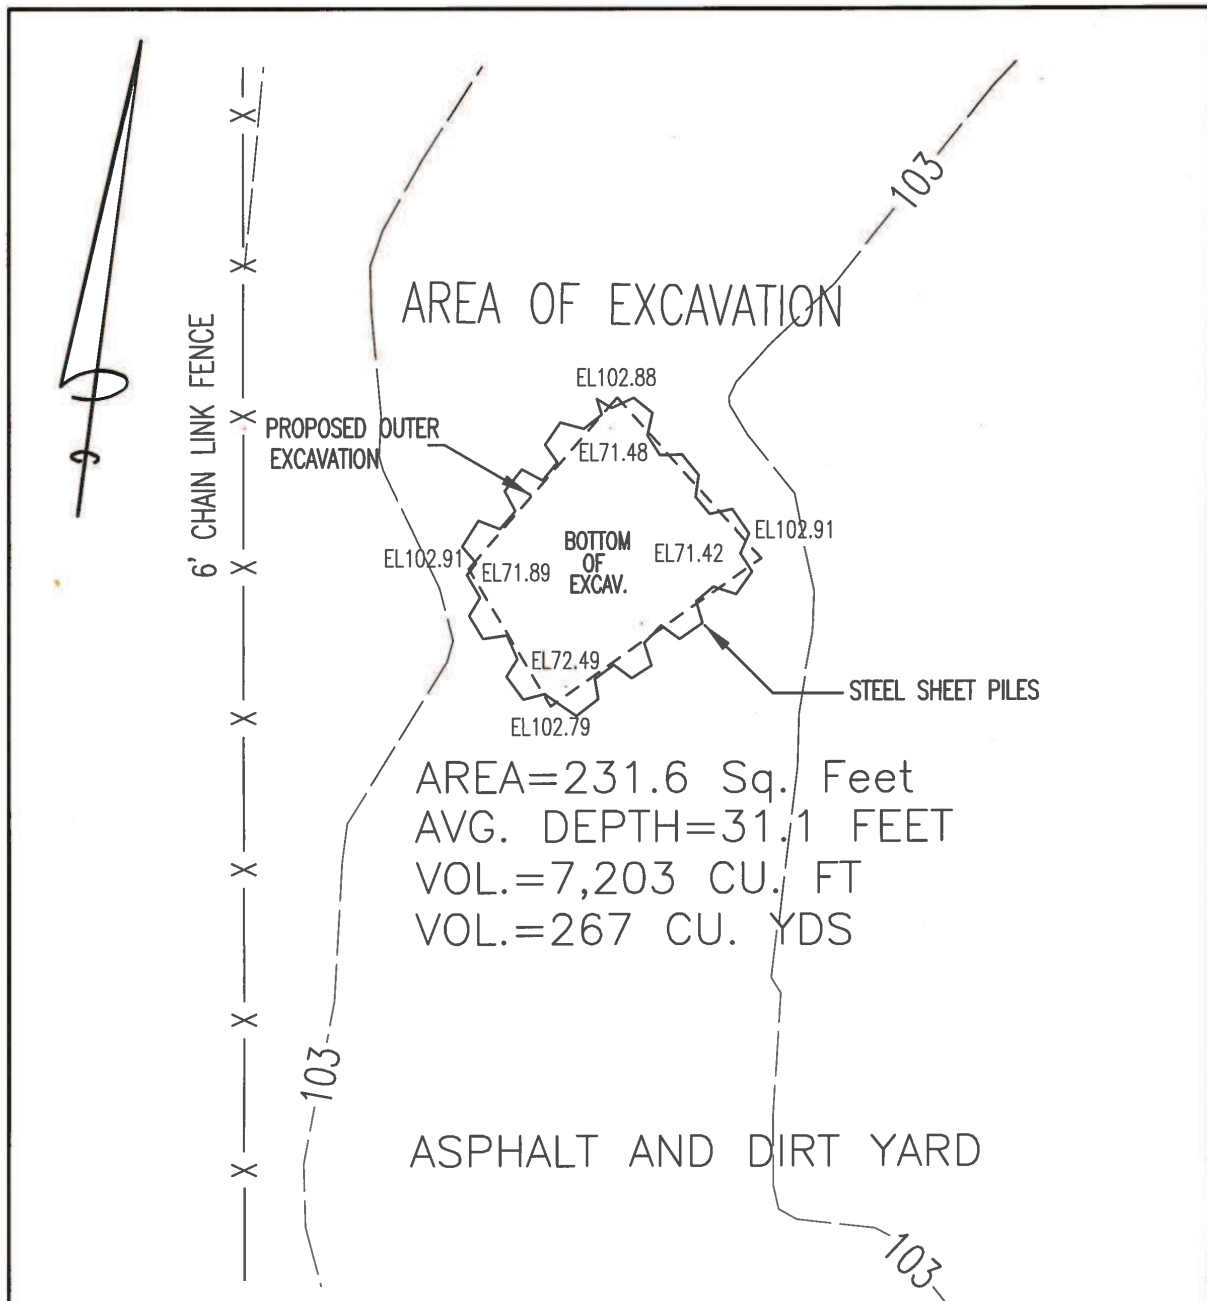 103
AREA OF EXCAVATION
6' CHAIN LINK FENCE
EL102.88
PROPOSED OUTER
EXCAVATION
EL71.48
EL102.91
EL102.91
EL71.89
BOTTOM
OF
EXCAV.
EL71.42
EL72.49
STEEL SHEET PILES
EL102.79
AREA=231.6 Sq. Feet
AVG. DEPTH=31.1 FEET
VOL.=7,203 CU. FT
VOL.=267 CU. YDS
103
ASPHALT AND DIRT YARD
103